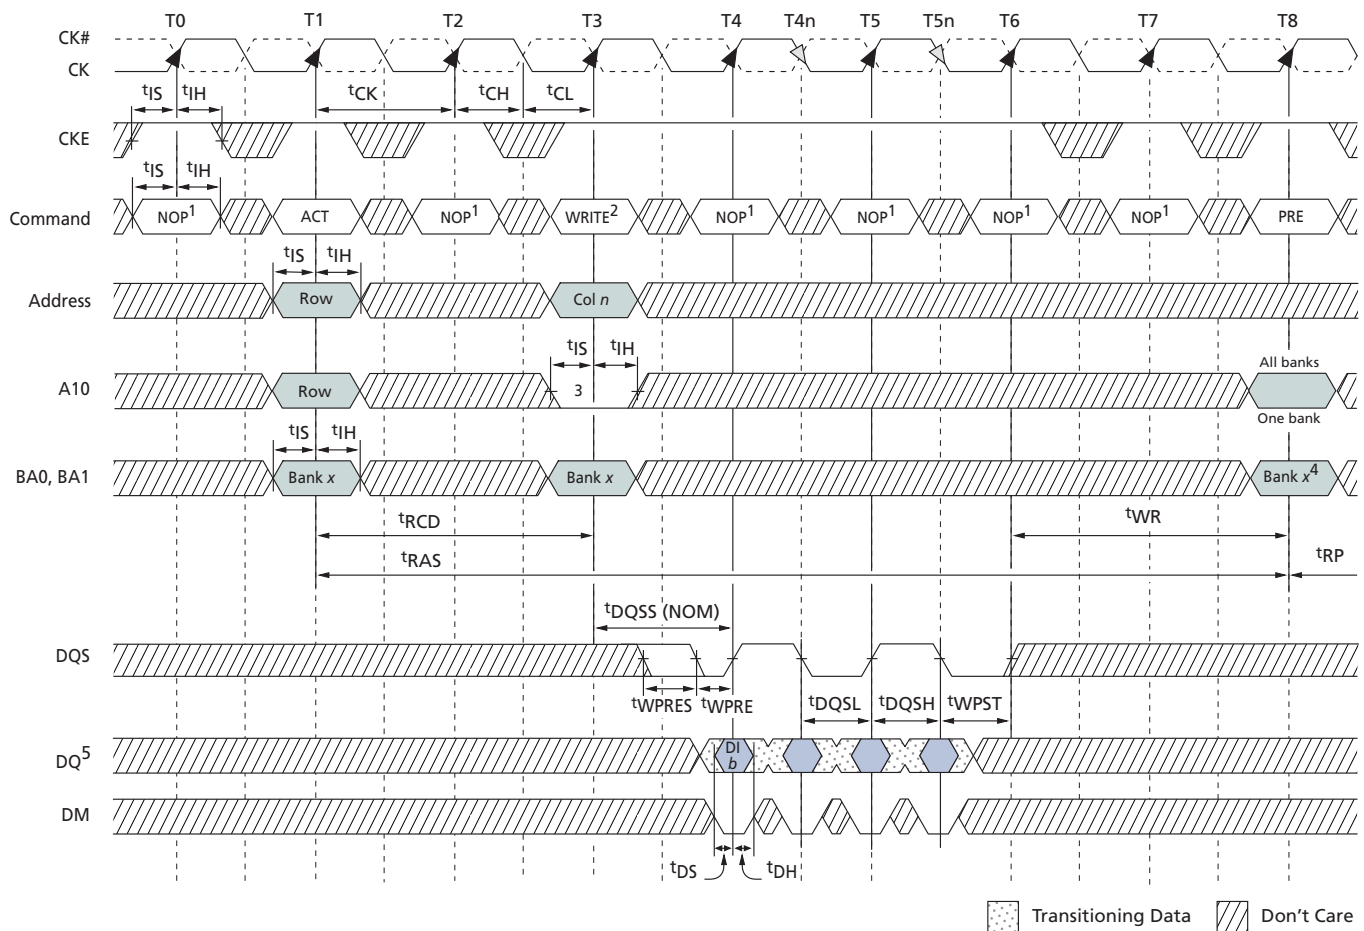 T0 T1 T2 T3 T4 T4n T5 T5n T6 T7 T8
CK#
CK
tIS tIH tCK tCH tCL
CKE
tIS tIH
Command NOP1 ACT NOP1 WRITE2 NOP1 NOP1 NOP1 NOP1 PRE
tIS tIH
Address Row Col n
tIS tIH All banks
A10 Row 3
One bank
tIS tIH
BA0, BA1 Bank x Bank x Bank x4
tRCD tWR
tRAS tRP
tDQSS (NOM)
DQS
tWPRES tWPRE tDQSL tDQSH tWPST
DQ5 DI
b
DM
tDS tDH
Transitioning Data Don't Care